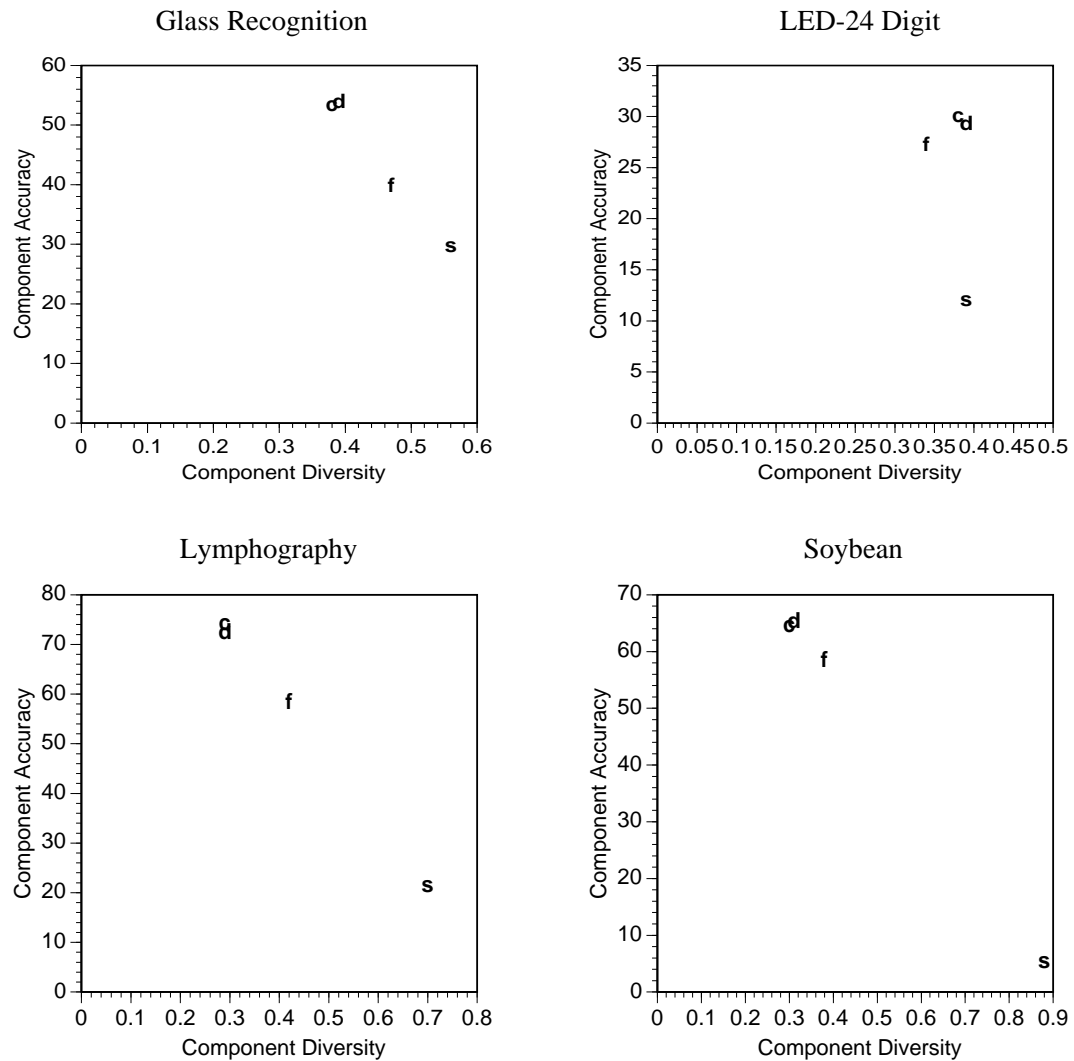 Glass Recognition
60
50
40
30
20
10
0
Component Accuracy
c
d
f
s
0 0.1 0.2 0.3 0.4 0.5 0.6
Component Diversity
LED-24 Digit
35
30
25
20
15
10
5
0
Component Accuracy
c
d
f
s
0 0.05 0.1 0.15 0.2 0.25 0.3 0.35 0.4 0.45 0.5
Component Diversity
Lymphography
80
70
60
50
40
30
20
10
0
Component Accuracy
c
d
f
s
0 0.1 0.2 0.3 0.4 0.5 0.6 0.7 0.8
Component Diversity
Soybean
70
60
50
40
30
20
10
0
Component Accuracy
c
d
f
s
0 0.1 0.2 0.3 0.4 0.5 0.6 0.7 0.8 0.9
Component Diversity